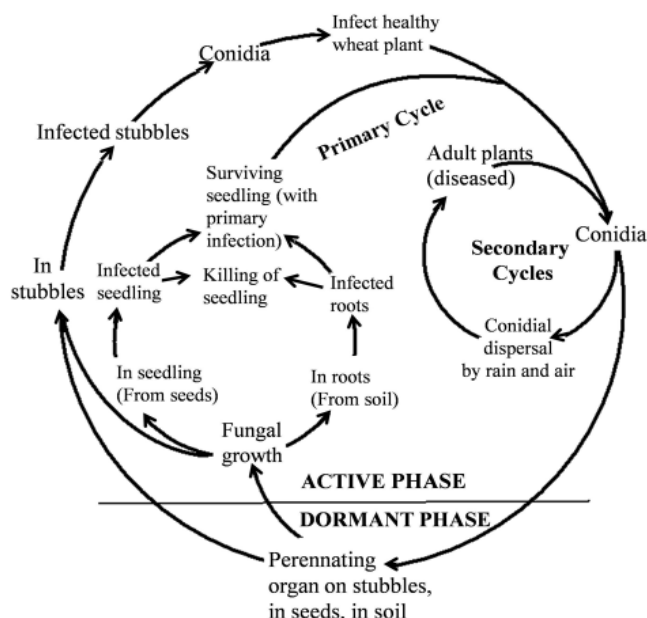 Infect healthy
wheat plant
Conidia
Infected stubbles
Primary Cycle
Surviving
seedling (with
primary
infection)
Adult plants
(diseased)
Conidia
Secondary
Cycles
In
stubbles
Infected
seedling
Killing of
seedling
Infected
roots
Conidial
dispersal
by rain and air
In seedling
(From seeds)
In roots
(From soil)
Fungal
growth
ACTIVE PHASE
DORMANT PHASE
Perennating
organ on stubbles,
in seeds, in soil